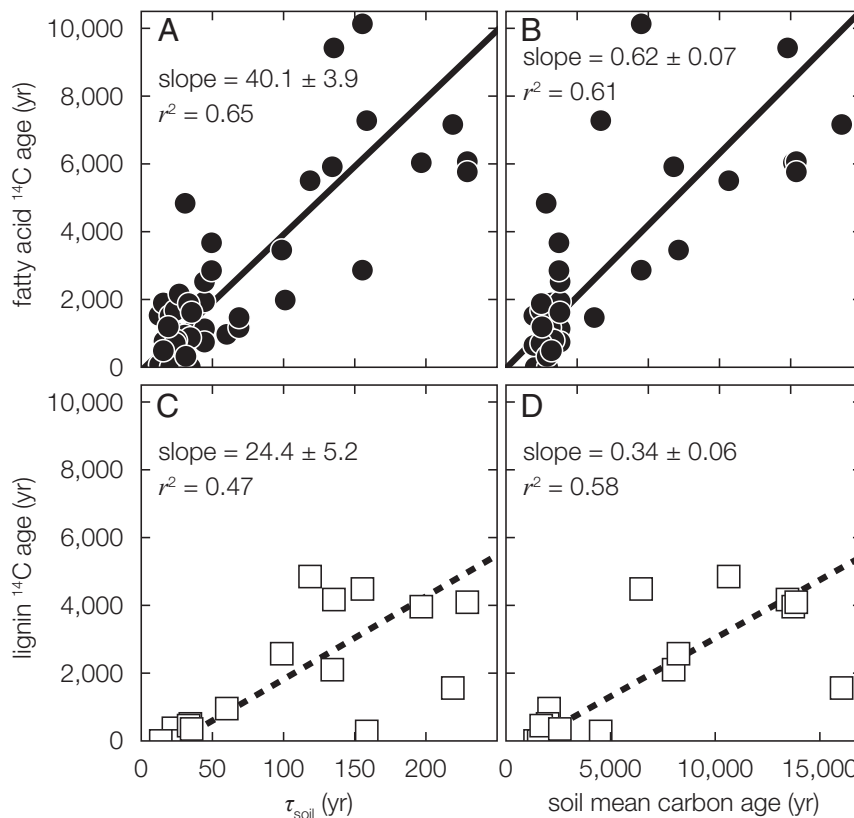 A
slope = 40.1 ± 3.9
r² = 0.65
B
slope = 0.62 ± 0.07
r² = 0.61
10,000
8,000
6,000
4,000
2,000
0
fatty acid ¹⁴C age (yr)
C
slope = 24.4 ± 5.2
r² = 0.47
D
slope = 0.34 ± 0.06
r² = 0.58
10,000
8,000
6,000
4,000
2,000
0
lignin ¹⁴C age (yr)
0 50 100 150 200
0 5,000 10,000 15,000
τsoil (yr)
soil mean carbon age (yr)